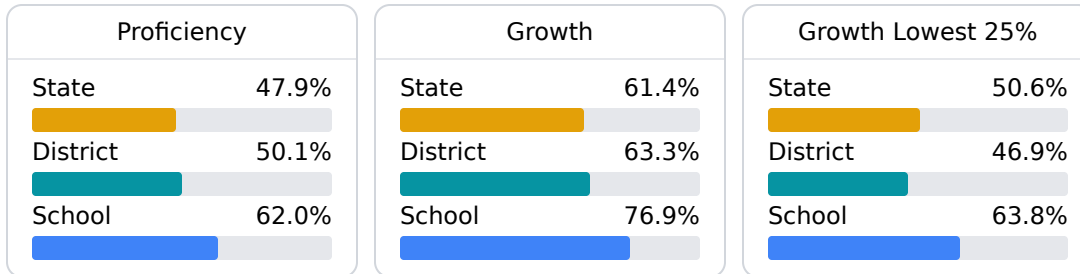 Proficiency
State 47.9%
District 50.1%
School 62.0%
Growth
State 61.4%
District 63.3%
School 76.9%
Growth Lowest 25%
State 50.6%
District 46.9%
School 63.8%